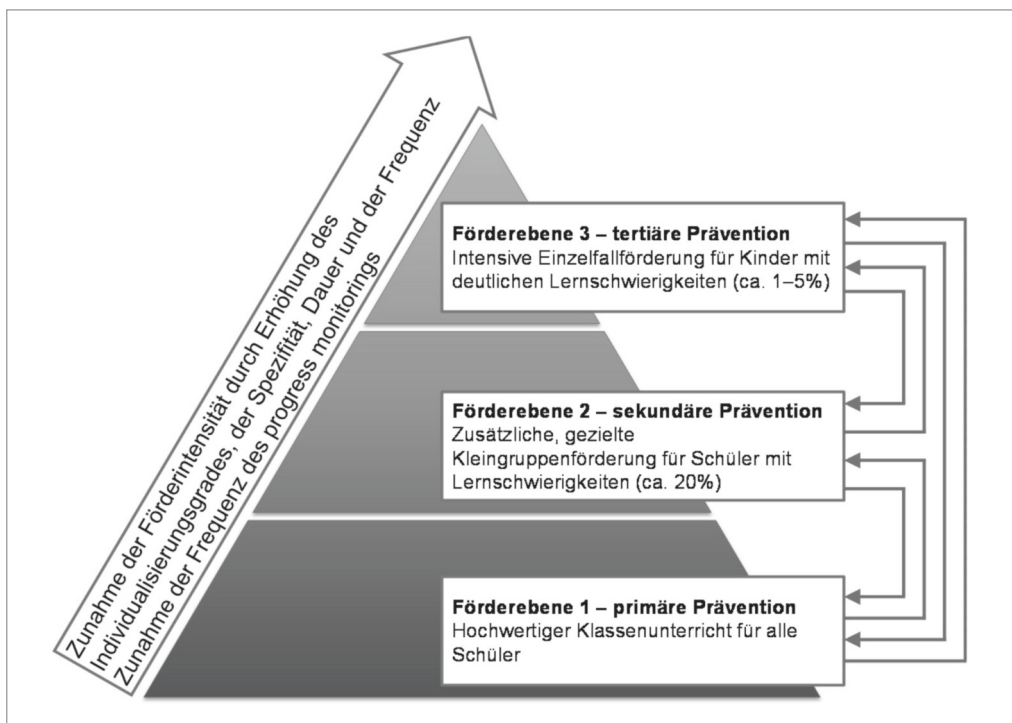 Zunahme der Förderintensität durch Erhöhung des
Individualisierungsgrades, der Spezifität, Dauer und der Frequenz
Zunahme der Frequenz des progress monitorings
Förderebene 3 – tertiäre Prävention
Intensive Einzelfallförderung für Kinder mit
deutlichen Lernschwierigkeiten (ca. 1–5%)
Förderebene 2 – sekundäre Prävention
Zusätzliche, gezielte
Kleingruppenförderung für Schüler mit
Lernschwierigkeiten (ca. 20%)
Förderebene 1 – primäre Prävention
Hochwertiger Klassenunterricht für alle
Schüler